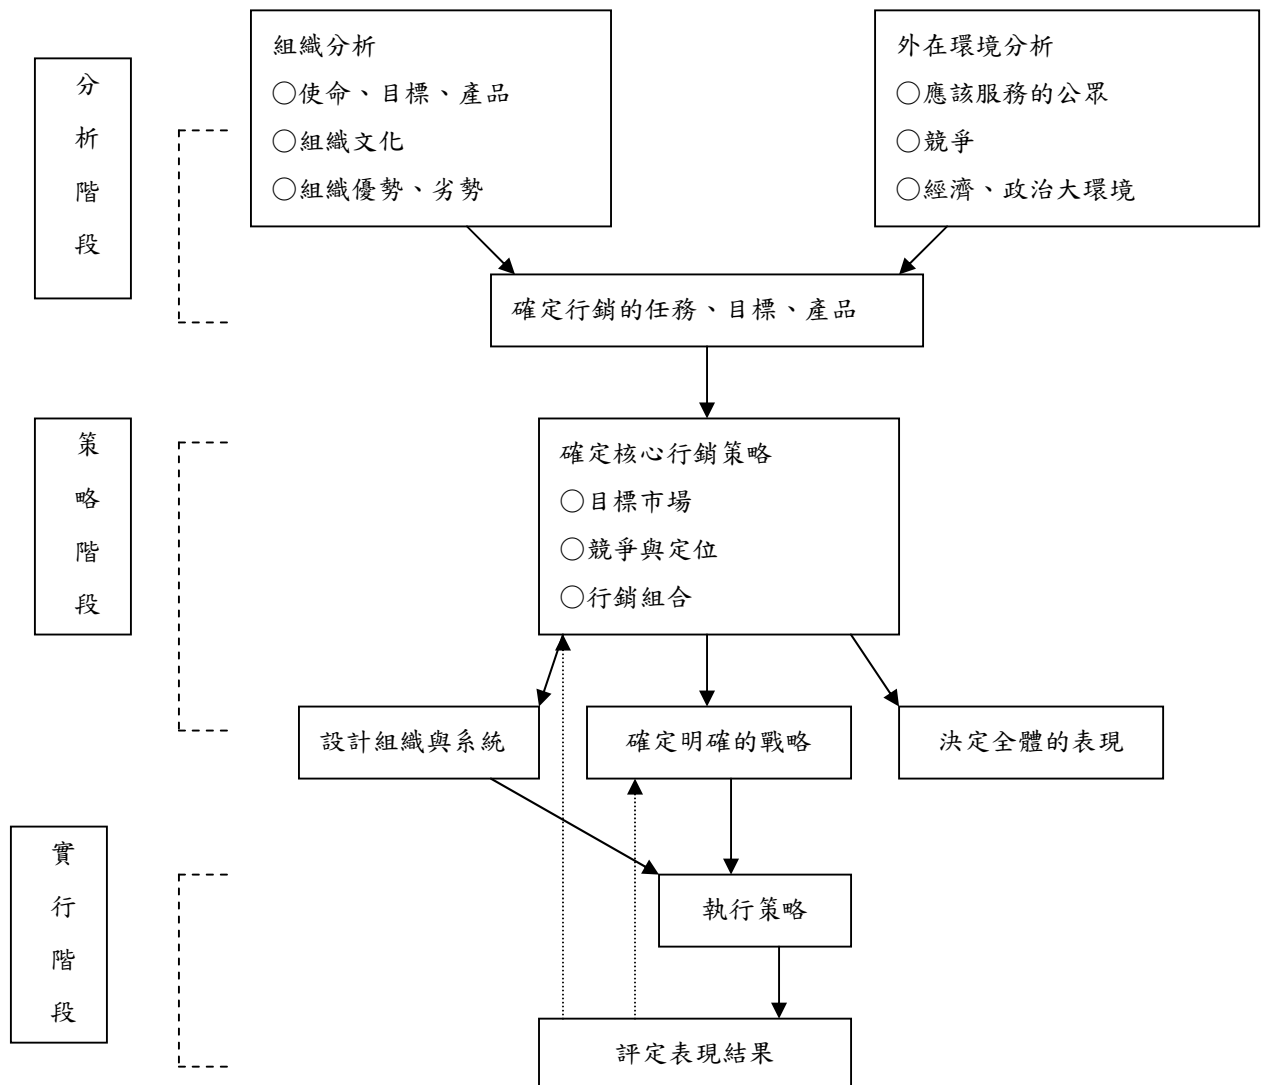 分析階段
組織分析
○使命、目標、產品
○組織文化
○組織優勢、劣勢
外在環境分析
○應該服務的公眾
○競爭
○經濟、政治大環境
確定行銷的任務、目標、產品
策略階段
確定核心行銷策略
○目標市場
○競爭與定位
○行銷組合
設計組織與系統
確定明確的戰略
決定全體的表現
實行階段
執行策略
評定表現結果